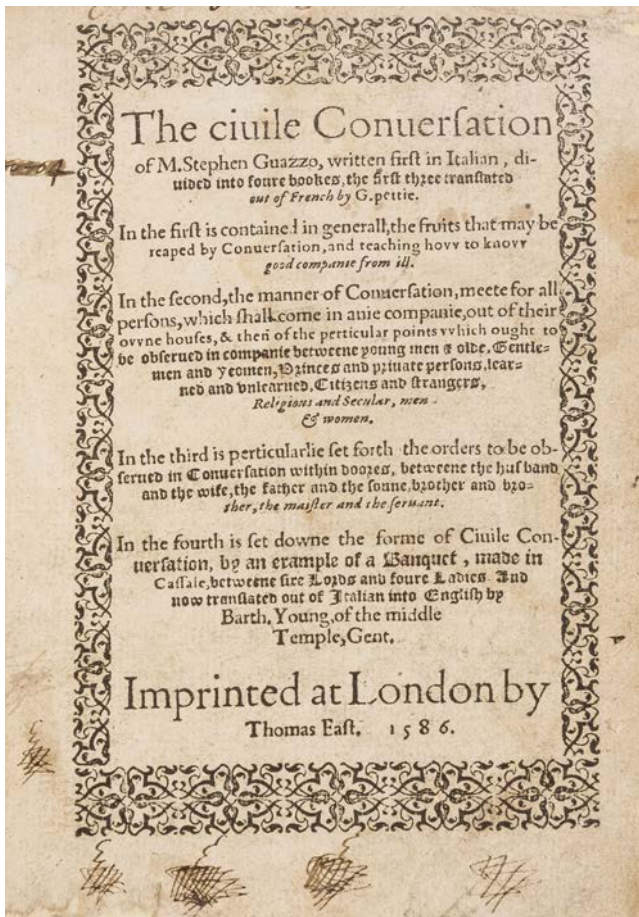 The ciuile Conuerſation
of M.Stephen Guazzo, written firſt in Italian, di-
uided into foure bookes, the firſt three tranſlated
out of French by G.pettie.
In the firſt is contained in generall, the fruits that may be
reaped by Conuerſation, and teaching hovv to knovv
good companie from ill.
In the ſecond, the manner of Conuerſation, meete for all
perſons, which ſhall come in anie companie, out of their
ovvne houſes, & then of the perticular points vvhich ought to
be obſerued in companie betweene young men & olde, Gentle-
men and Yeomen, Princes and priuate perſons, lear-
ned and vnlearned, Citizens and ſtrangers,
Religious and Secular, men
& women.
In the third is perticularlie ſet forth the orders to be ob-
ſerued in Conuerſation within doores, betweene the huſband
and the wife, the father and the ſonne, brother and bro-
ther, the maiſter and the ſeruant.
In the fourth is ſet downe the forme of Ciuile Con-
uerſation, by an example of a Banquet, made in
Caſſale, betweene ſixe Lords and foure Ladies. And
now tranſlated out of Italian into Engliſh by
Barth. Young, of the middle
Temple, Gent.
Imprinted at London by
Thomas Eaſt. 1586.